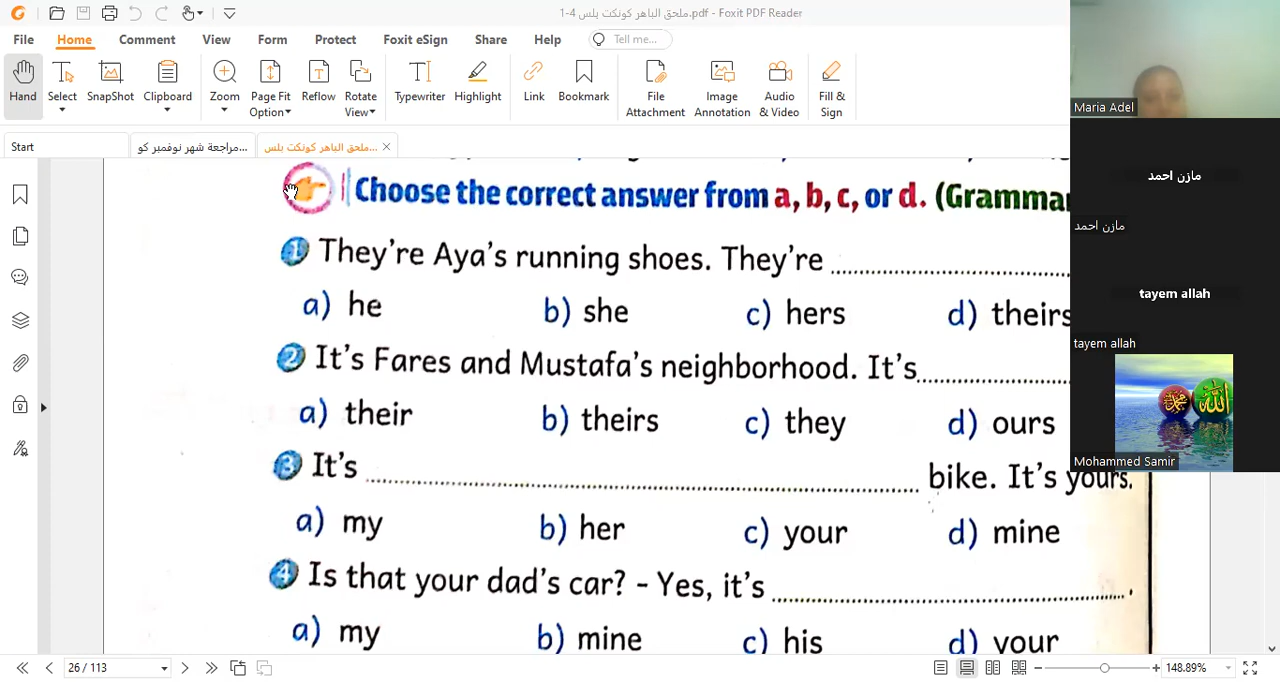 ملحق الباهر كونكت بلس 4-1.pdf - Foxit PDF Reader
File Home Comment View Form Protect Foxit eSign Share Help Tell me...
Hand Select SnapShot Clipboard Zoom Page Fit Option Reflow Rotate View Typewriter Highlight Link Bookmark File Attachment Image Annotation Audio & Video Fill & Sign
Start مراجعة شهر نوفمبر كو... ملحق الباهر كونكت بلس...
Choose the correct answer from a, b, c, or d. (Gramma
1 They're Aya's running shoes. They're
a) he b) she c) hers d) theirs
2 It's Fares and Mustafa's neighborhood. It's
a) their b) theirs c) they d) ours
3 It's bike. It's yours.
a) my b) her c) your d) mine
4 Is that your dad's car? - Yes, it's .
a) my b) mine c) his d) your
26 / 113
148.89%
Maria Adel
مازن احمد
مازن احمد
tayem allah
tayem allah
محمد
الله
Mohammed Samir